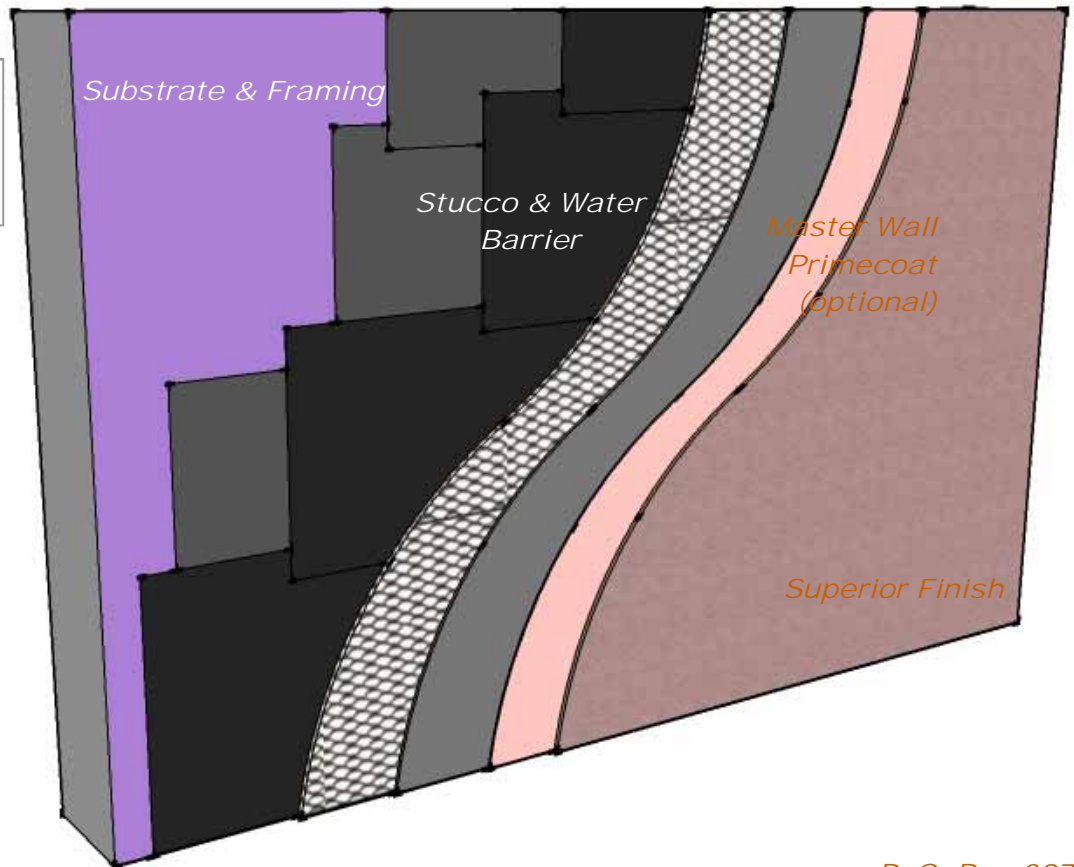 Substrate & Framing
Stucco & Water
Barrier
Master Wall
Primecoat
(optional)
Superior Finish